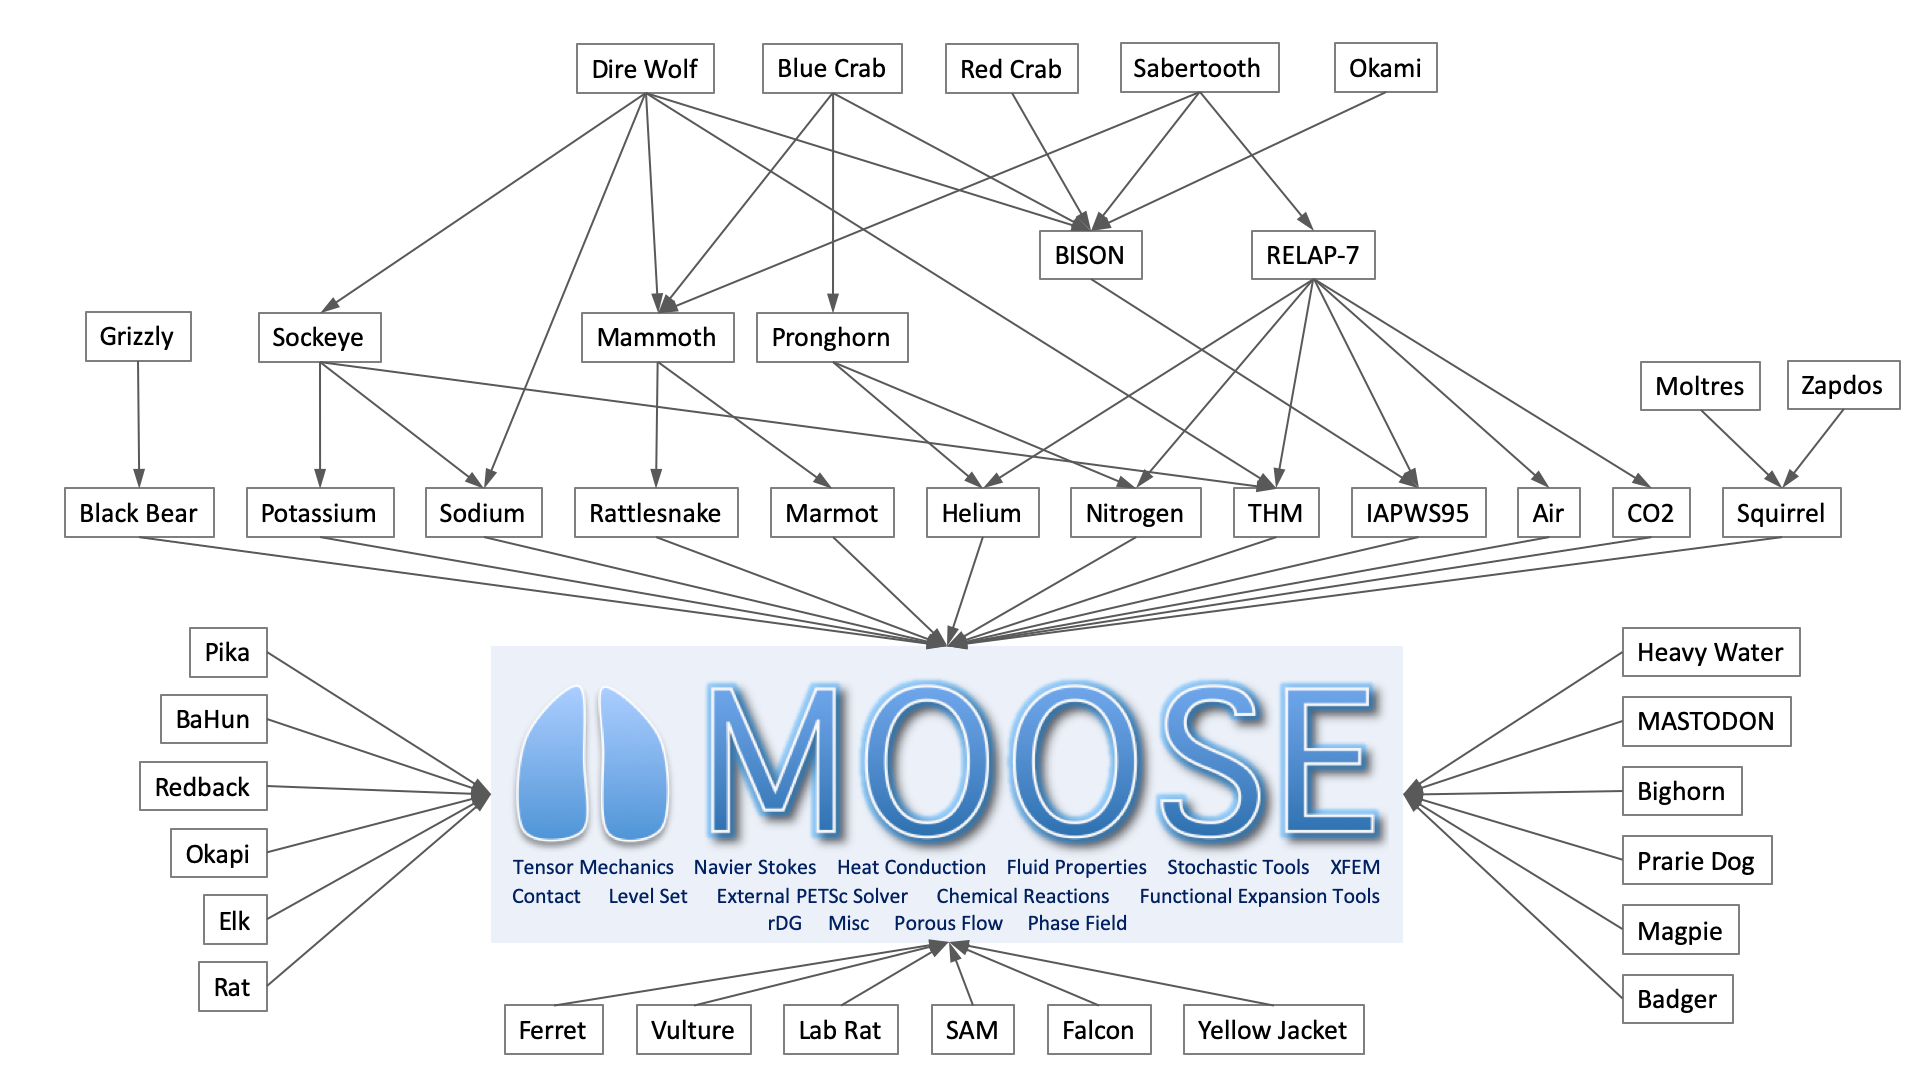 Dire Wolf
Blue Crab
Red Crab
Sabertooth
Okami
BISON
RELAP-7
Grizzly
Sockeye
Mammoth
Pronghorn
Moltres
Zapdos
Black Bear
Potassium
Sodium
Rattlesnake
Marmot
Helium
Nitrogen
THM
IAPWS95
Air
CO2
Squirrel
Pika
BaHun
Redback
Okapi
Elk
Rat
MOOSE
Tensor Mechanics Navier Stokes Heat Conduction Fluid Properties Stochastic Tools XFEM
Contact Level Set External PETSc Solver Chemical Reactions Functional Expansion Tools
rDG Misc Porous Flow Phase Field
Heavy Water
MASTODON
Bighorn
Prarie Dog
Magpie
Badger
Ferret
Vulture
Lab Rat
SAM
Falcon
Yellow Jacket